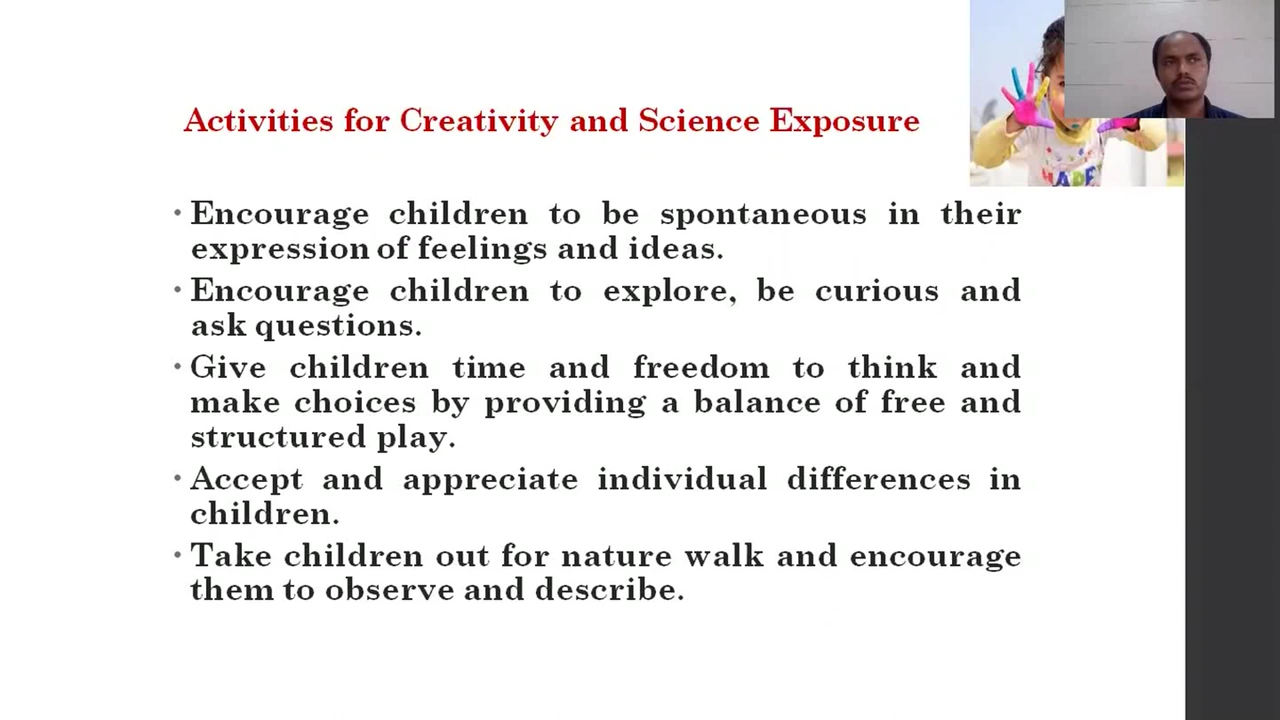 Activities for Creativity and Science Exposure
• Encourage children to be spontaneous in their
expression of feelings and ideas.
• Encourage children to explore, be curious and
ask questions.
• Give children time and freedom to think and
make choices by providing a balance of free and
structured play.
• Accept and appreciate individual differences in
children.
• Take children out for nature walk and encourage
them to observe and describe.